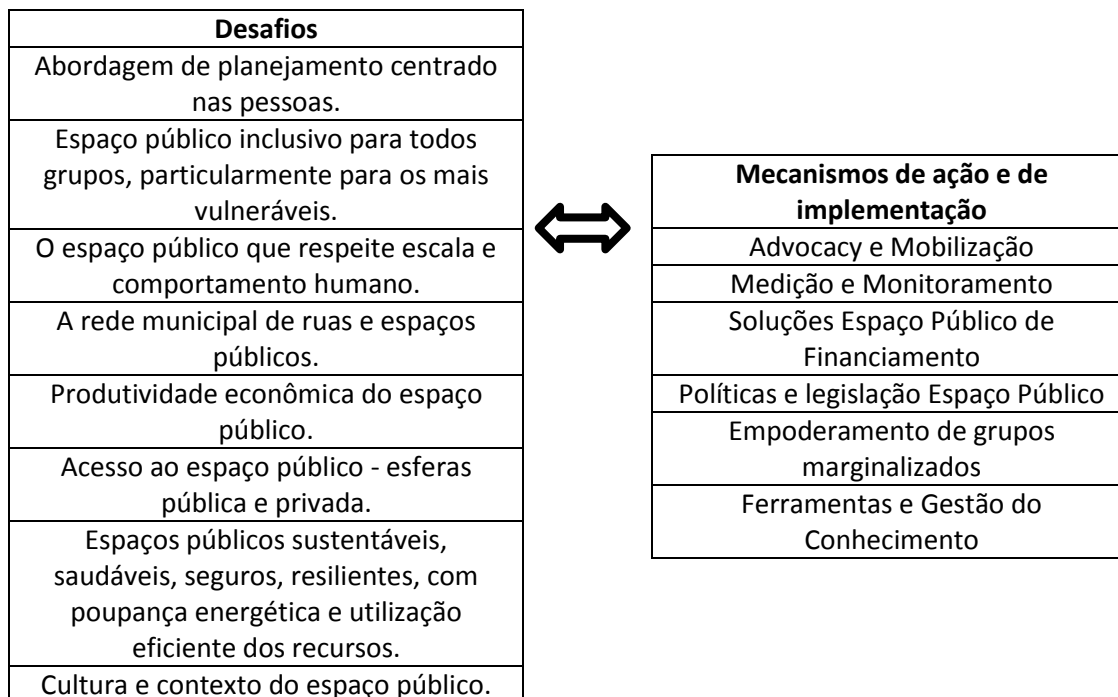 Desafios
Abordagem de planejamento centrado
nas pessoas.
Espaço público inclusivo para todos
grupos, particularmente para os mais
vulneráveis.
O espaço público que respeite escala e
comportamento humano.
A rede municipal de ruas e espaços
públicos.
Produtividade econômica do espaço
público.
Acesso ao espaço público - esferas
pública e privada.
Espaços públicos sustentáveis,
saudáveis, seguros, resilientes, com
poupança energética e utilização
eficiente dos recursos.
Cultura e contexto do espaço público.
Mecanismos de ação e de
implementação
Advocacy e Mobilização
Medição e Monitoramento
Soluções Espaço Público de
Financiamento
Políticas e legislação Espaço Público
Empoderamento de grupos
marginalizados
Ferramentas e Gestão do
Conhecimento